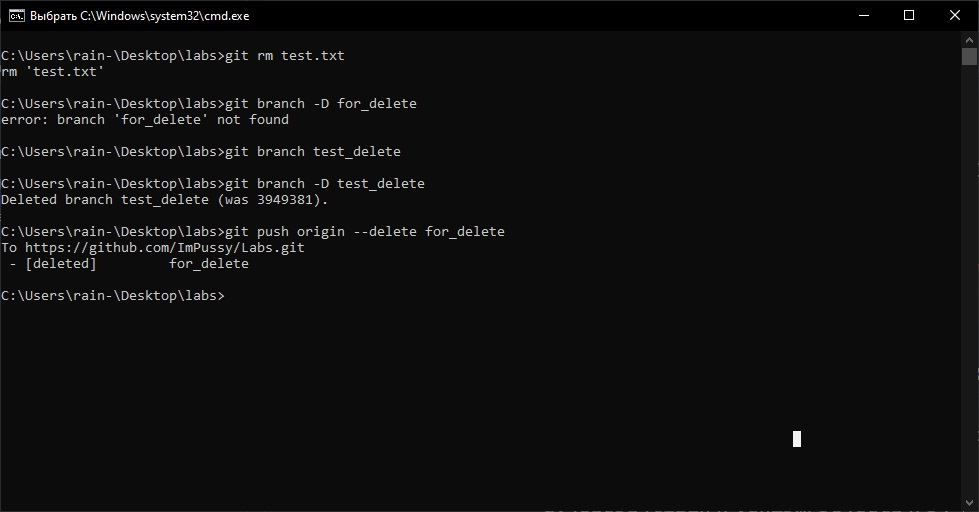 Выбрать C:\Windows\system32\cmd.exe
C:\Users\rain-\Desktop\labs>git rm test.txt
rm 'test.txt'
C:\Users\rain-\Desktop\labs>git branch -D for_delete
error: branch 'for_delete' not found
C:\Users\rain-\Desktop\labs>git branch test_delete
C:\Users\rain-\Desktop\labs>git branch -D test_delete
Deleted branch test_delete (was 3949381).
C:\Users\rain-\Desktop\labs>git push origin --delete for_delete
To https://github.com/ImPussy/Labs.git
 - [deleted]         for_delete
C:\Users\rain-\Desktop\labs>